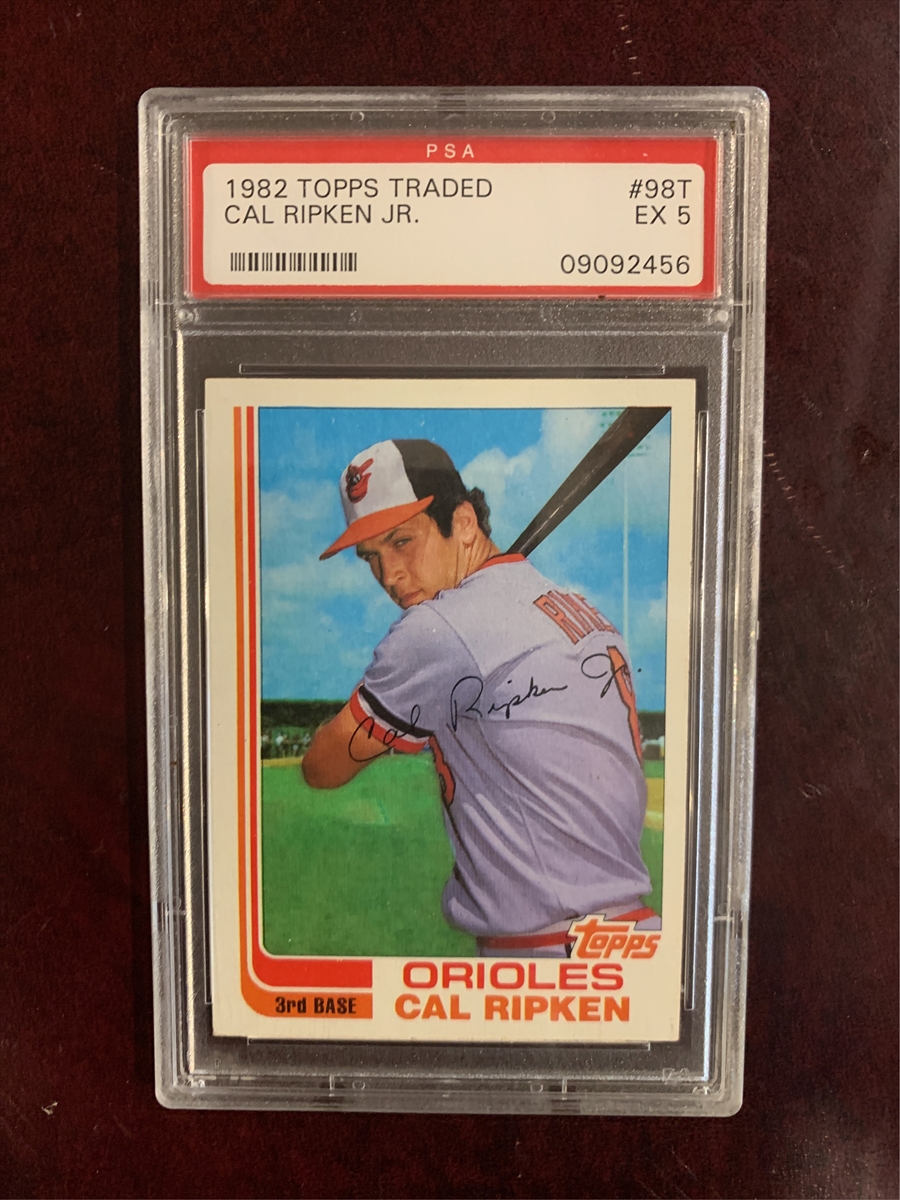 PSA
1982 TOPPS TRADED #98T
CAL RIPKEN JR. EX 5
09092456
Cal Ripken Jr.
topps
ORIOLES
3rd BASE
CAL RIPKEN